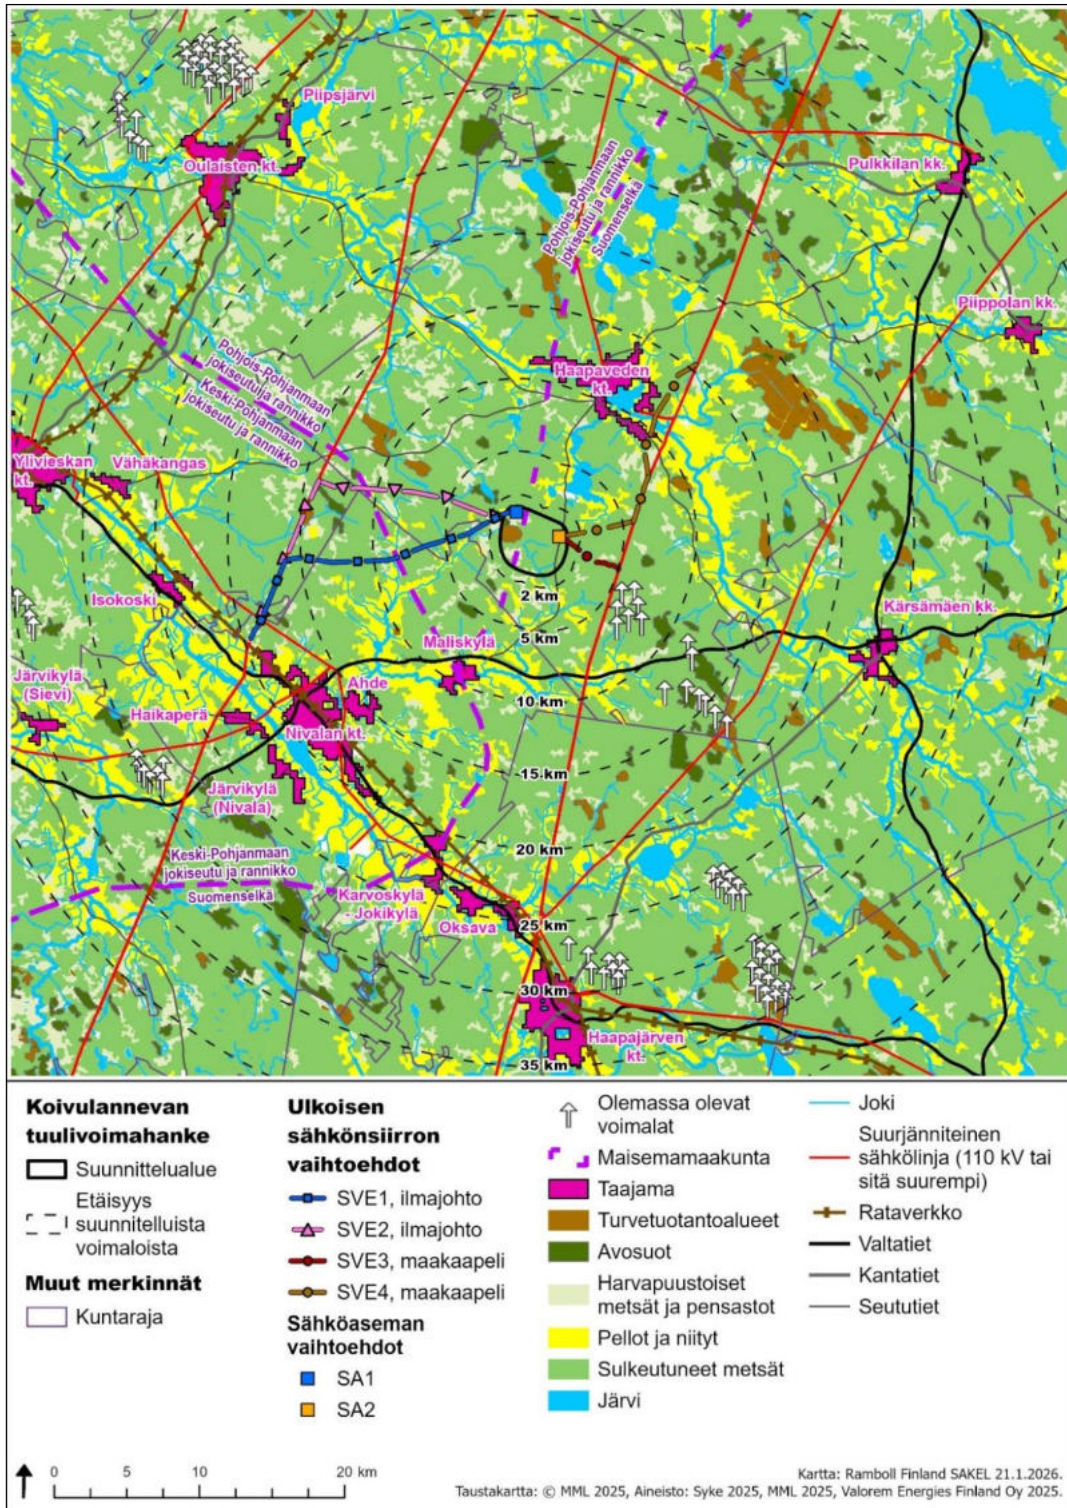 Piipsjärvi
Oulaisten kt.
Pulkkilan kk.
Pohjois-Pohjanmaan
jokiseutu ja rannikko
Suomenselkä
Piippolan kk.
Pohjois-Pohjanmaan
jokiseutu ja rannikko
Keski-Pohjanmaan
jokiseutu ja rannikko
Haapaveden
kt.
Ylivieskan
kt.
Vähäkangas
Isokoski
2 km
5 km
Maliskylä
Kärsämäen kk.
Järvikylä
(Sievi)
Haikaperä
Ahde
10 km
Nivalan kt.
Järvikylä
(Nivala)
15 km
20 km
Keski-Pohjanmaan
jokiseutu ja rannikko
Suomenselkä
Karvoskylä
- Jokikylä
Oksava
25 km
30 km
Haapajärven
kt.
35 km
Koivulannevan
tuulivoimahanke
Suunnittelualue
Etäisyys
suunnitelluista
voimaloista
Muut merkinnät
Kuntaraja
Ulkoisen
sähkönsiirron
vaihtoehdot
SVE1, ilmajohto
SVE2, ilmajohto
SVE3, maakaapeli
SVE4, maakaapeli
Sähköaseman
vaihtoehdot
SA1
SA2
Olemassa olevat
voimalat
Maisemamaakunta
Taajama
Turvetuotantoalueet
Avosuot
Harvapuustoiset
metsät ja pensastot
Pellot ja niityt
Sulkeutuneet metsät
Järvi
Joki
Suurjänniteinen
sähkölinja (110 kV tai
sitä suurempi)
Rataverkko
Valtatiet
Kantatiet
Seututiet
0 5 10 20 km
Kartta: Ramboll Finland SAKEL 21.1.2026.
Taustakartta: © MML 2025, Aineisto: Syke 2025, MML 2025, Valorem Energies Finland Oy 2025.